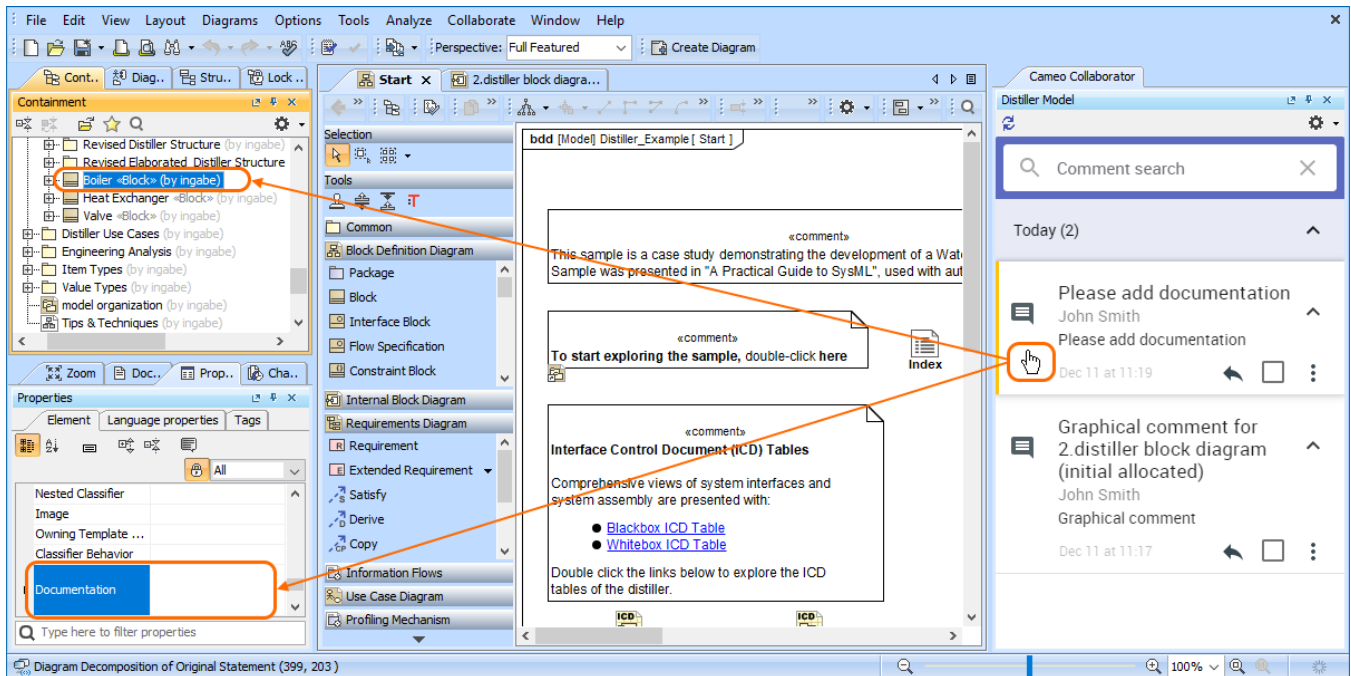 File Edit View Layout Diagrams Options Tools Analyze Collaborate Window Help
Perspective: Full Featured Create Diagram
Cont.. Diag.. Stru.. Lock ..
Containment
Revised Distiller Structure (by ingabe)
Revised Elaborated Distiller Structure
Boiler «Block» (by ingabe)
Heat Exchanger «Block» (by ingabe)
Valve «Block» (by ingabe)
Distiller Use Cases (by ingabe)
Engineering Analysis (by ingabe)
Item Types (by ingabe)
Value Types (by ingabe)
model organization (by ingabe)
Tips & Techniques (by ingabe)
Zoom Doc.. Prop.. Cha..
Properties
Element Language properties Tags
All
Nested Classifier
Image
Owning Template ...
Classifier Behavior
Documentation
Type here to filter properties
Start 2.distiller block diagra...
Selection
Tools
Common
Block Definition Diagram
Package
Block
Interface Block
Flow Specification
Constraint Block
Internal Block Diagram
Requirements Diagram
Requirement
Extended Requirement
Satisfy
Derive
Copy
Information Flows
Use Case Diagram
Profiling Mechanism
bdd [Model] Distiller_Example [ Start ]
«comment»
This sample is a case study demonstrating the development of a Wat
Sample was presented in "A Practical Guide to SysML", used with aut
«comment»
To start exploring the sample, double-click here
Index
«comment»
Interface Control Document (ICD) Tables
Comprehensive views of system interfaces and
system assembly are presented with:
● Blackbox ICD Table
● Whitebox ICD Table
Double click the links below to explore the ICD
tables of the distiller.
ICD ICD
Cameo Collaborator
Distiller Model
Comment search
Today (2)
Please add documentation
John Smith
Please add documentation
Dec 11 at 11:19
Graphical comment for
2.distiller block diagram
(initial allocated)
John Smith
Graphical comment
Dec 11 at 11:17
Diagram Decomposition of Original Statement (399, 203 )
100%